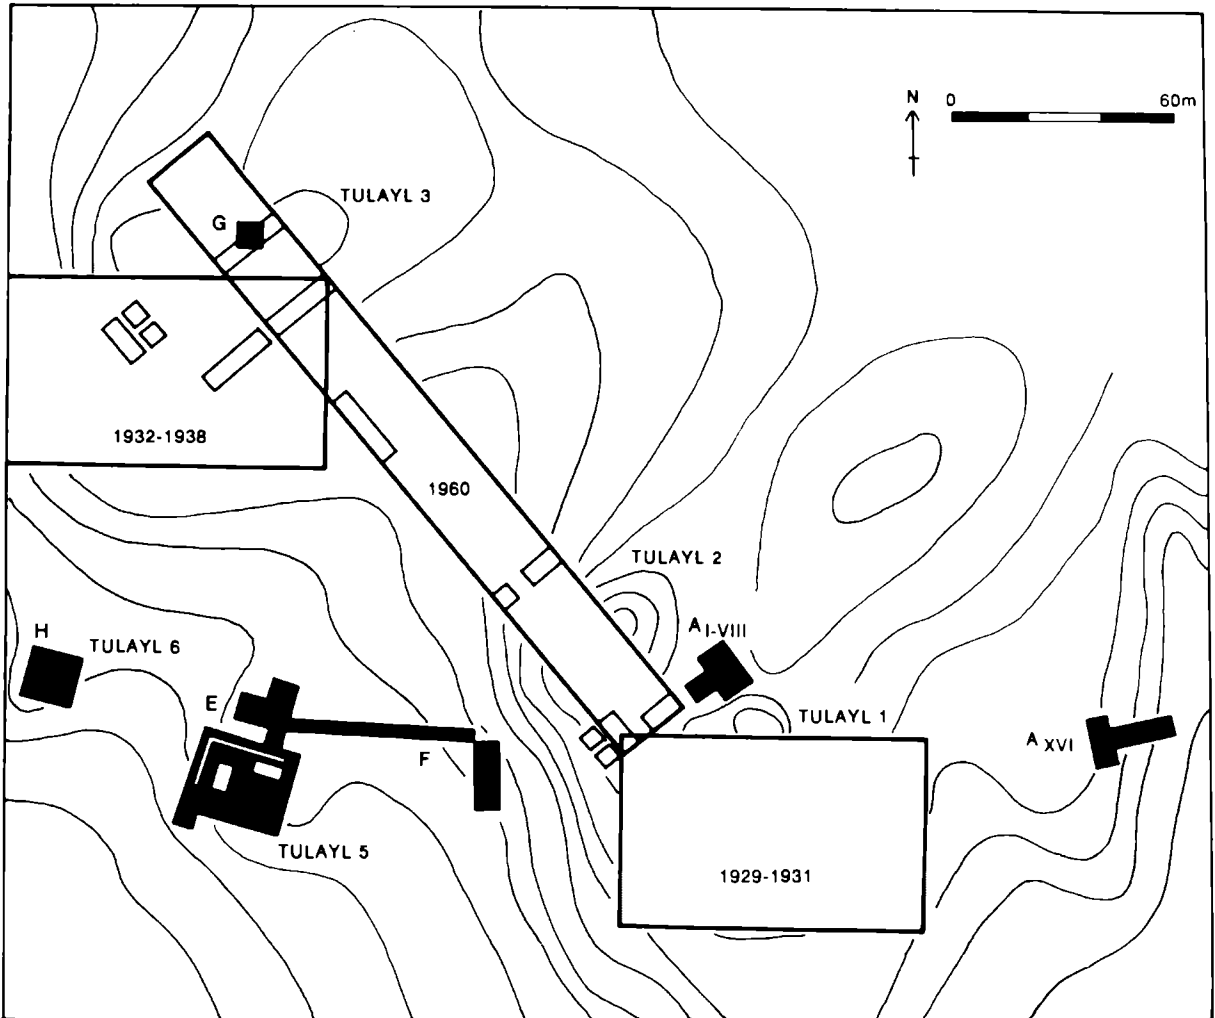 N
0 60m
TULAYL 3
G
1932-1938
1960
TULAYL 2
A I-VIII
H
TULAYL 6
E
TULAYL 1
A XVI
F
TULAYL 5
1929-1931